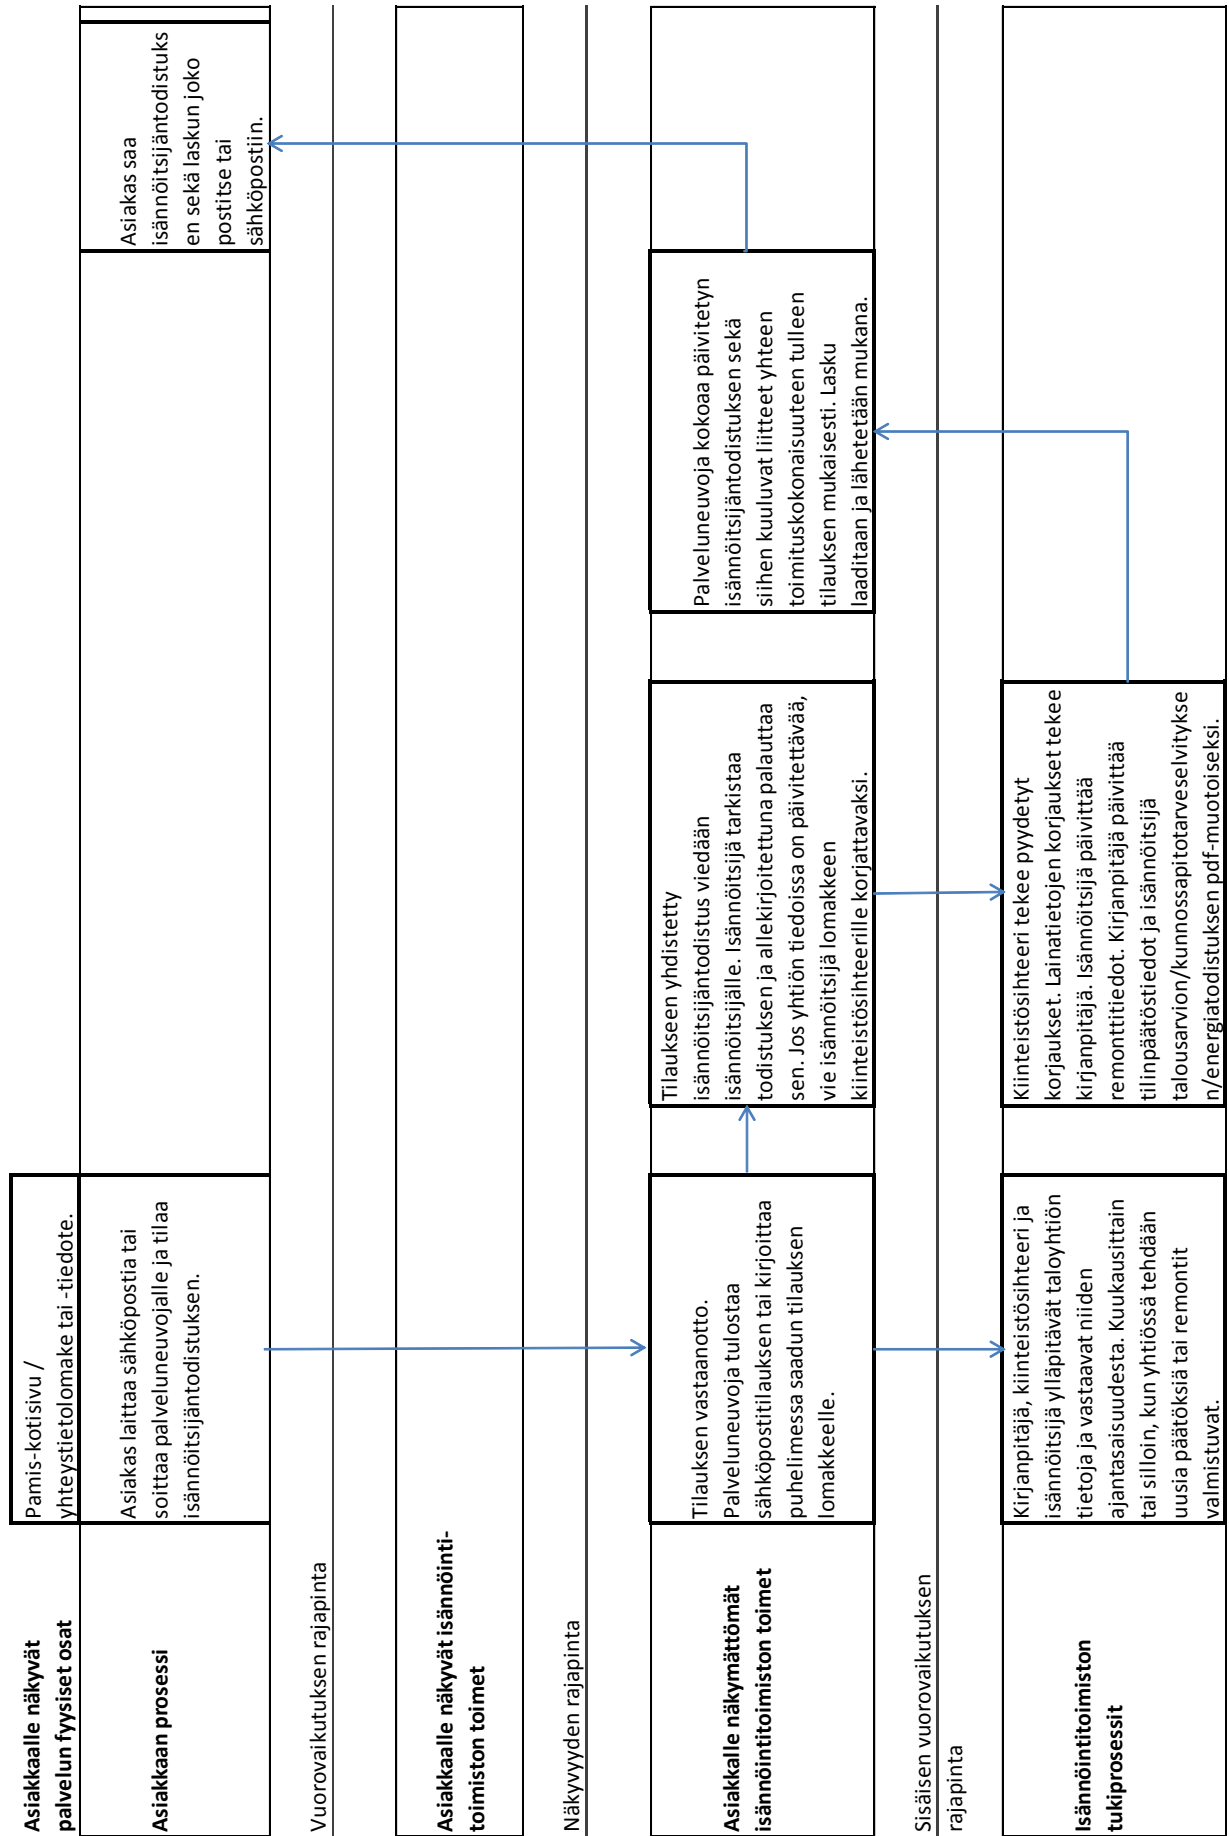 Asiakkaalle näkyvät
palvelun fyysiset osat
Pamis-kotisivu /
yhteystietolomake tai -tiedote.
Asiakkaan prosessi
Asiakas laittaa sähköpostia tai
soittaa palveluneuvojalle ja tilaa
isännöitsijäntodistuksen.
Asiakas saa
isännöitsijäntodistuks
en sekä laskun joko
postitse tai
sähköpostiin.
Vuorovaikutuksen rajapinta
Asiakkaalle näkyvät isännöinti-
toimiston toimet
Näkyvyyden rajapinta
Asiakkalle näkymättömät
isännöintitoimiston toimet
Tilauksen vastaanotto.
Palveluneuvoja tulostaa
sähköpostitilauksen tai kirjoittaa
puhelimessa saadun tilauksen
lomakkeelle.
Tilaukseen yhdistetty
isännöitsijäntodistus viedään
isännöitsijälle. Isännöitsijä tarkistaa
todistuksen ja allekirjoitettuna palauttaa
sen. Jos yhtiön tiedoissa on päivitettävää,
vie isännöitsijä lomakkeen
kiinteistösihteerille korjattavaksi.
Palveluneuvoja kokoaa päivitetyn
isännöitsijäntodistuksen sekä
siihen kuuluvat liitteet yhteen
toimituskokonaisuuteen tulleen
tilauksen mukaisesti. Lasku
laaditaan ja lähetetään mukana.
Sisäisen vuorovaikutuksen
rajapinta
Isännöintitoimiston
tukiprosessit
Kirjanpitäjä, kiinteistösihteeri ja
isännöitsijä ylläpitävät taloyhtiön
tietoja ja vastaavat niiden
ajantasaisuudesta. Kuukausittain
tai silloin, kun yhtiössä tehdään
uusia päätöksiä tai remontit
valmistuvat.
Kiinteistösihteeri tekee pyydetyt
korjaukset. Lainatietojen korjaukset tekee
kirjanpitäjä. Isännöitsijä päivittää
remonttitiedot. Kirjanpitäjä päivittää
tilinpäätöstiedot ja isännöitsijä
talousarvion/kunnossapitotarveselvitykse
n/energiatodistuksen pdf-muotoiseksi.